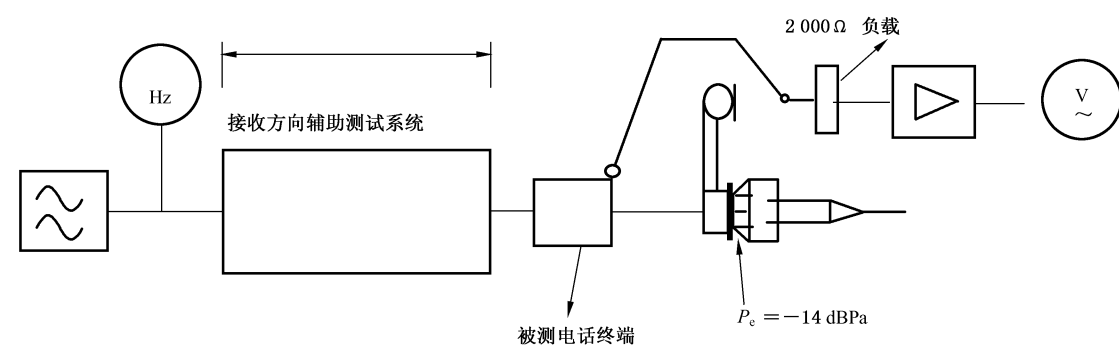 2 000 Ω 负载
Hz
V
~
接收方向辅助测试系统
Pe = −14 dBPa
被测电话终端